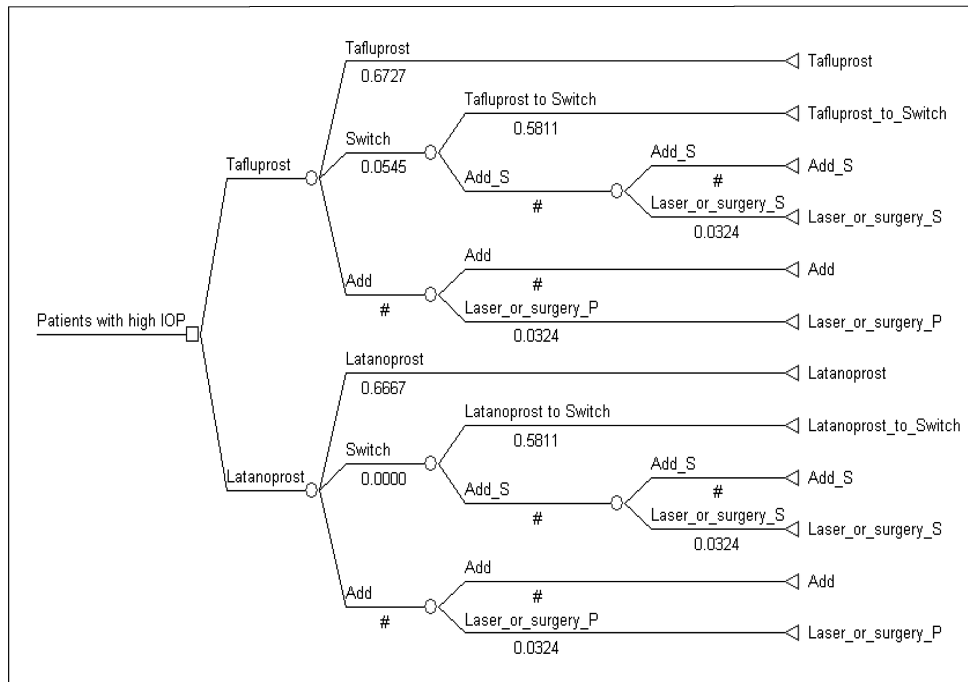 Tafluprost
0.6727
Tafluprost
Tafluprost to Switch
0.5811
Tafluprost_to_Switch
Switch
0.0545
Add_S
#
Add_S
Tafluprost
Add_S
#
Laser_or_surgery_S
0.0324
Laser_or_surgery_S
Add
#
Add
#
Add
Laser_or_surgery_P
0.0324
Laser_or_surgery_P
Patients with high IOP
Latanoprost
0.6667
Latanoprost
Latanoprost to Switch
0.5811
Latanoprost_to_Switch
Switch
0.0000
Add_S
#
Add_S
Latanoprost
Add_S
#
Laser_or_surgery_S
0.0324
Laser_or_surgery_S
Add
#
Add
#
Add
Laser_or_surgery_P
0.0324
Laser_or_surgery_P